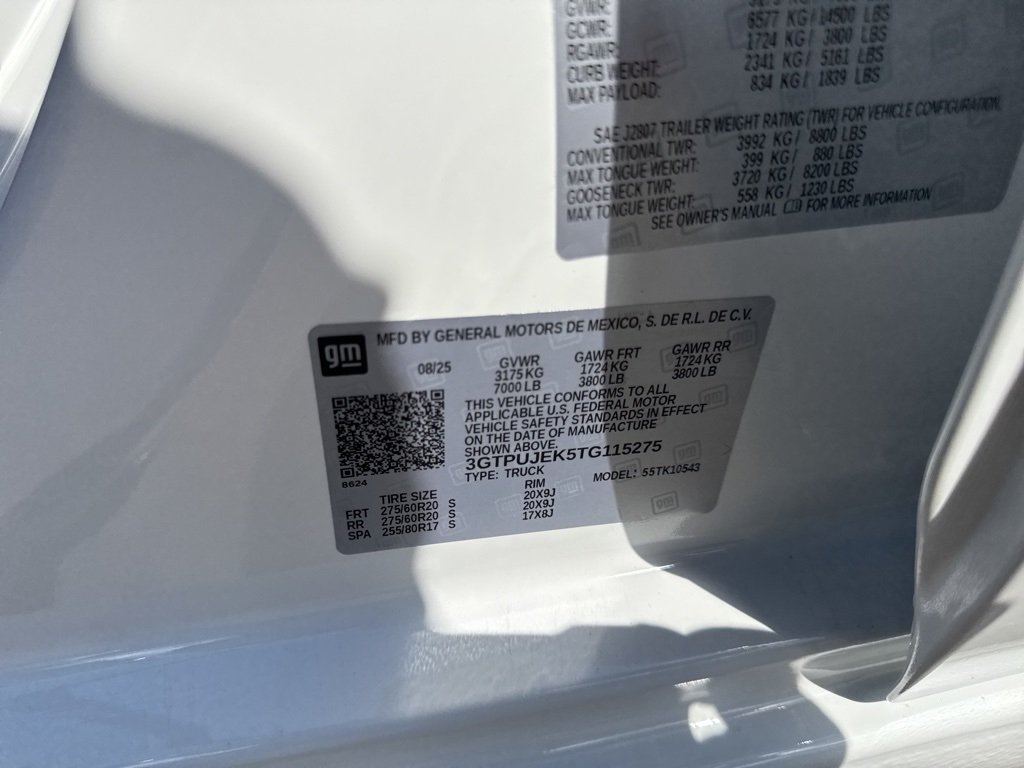 GVWR:
GCWR: 6577 KG/14500 LBS
RGAWR: 1724 KG / 3800 LBS
CURB WEIGHT: 2341 KG / 5161 LBS
MAX PAYLOAD: 834 KG / 1839 LBS
SAE J2807 TRAILER WEIGHT RATING (TWR) FOR VEHICLE CONFIGURATION.
CONVENTIONAL TWR: 3992 KG / 8800 LBS
MAX TONGUE WEIGHT: 399 KG / 880 LBS
GOOSENECK TWR: 3720 KG / 8200 LBS
MAX TONGUE WEIGHT: 558 KG / 1230 LBS
SEE OWNER'S MANUAL FOR MORE INFORMATION
gm
MFD BY GENERAL MOTORS DE MEXICO, S. DE R.L. DE C.V.
08/25 GVWR GAWR FRT GAWR RR
3175 KG 1724 KG 1724 KG
7000 LB 3800 LB 3800 LB
THIS VEHICLE CONFORMS TO ALL
APPLICABLE U.S. FEDERAL MOTOR
VEHICLE SAFETY STANDARDS IN EFFECT
ON THE DATE OF MANUFACTURE
SHOWN ABOVE.
3GTPUJEK5TG115275
TYPE: TRUCK MODEL: 55TK10543
8624
TIRE SIZE RIM
FRT 275/60R20 S 20X9J
RR 275/60R20 S 20X9J
SPA 255/80R17 S 17X8J